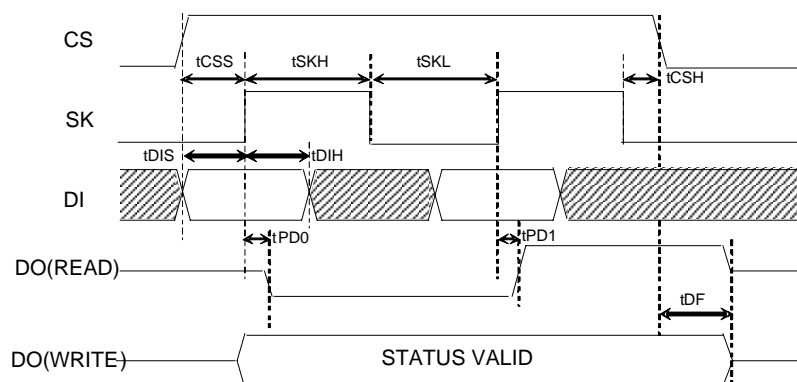 CS
tCSS tSKH tSKL tCSH
SK
tDIS tDIH
DI
tPD0 tPD1
DO(READ)
tDF
DO(WRITE) STATUS VALID